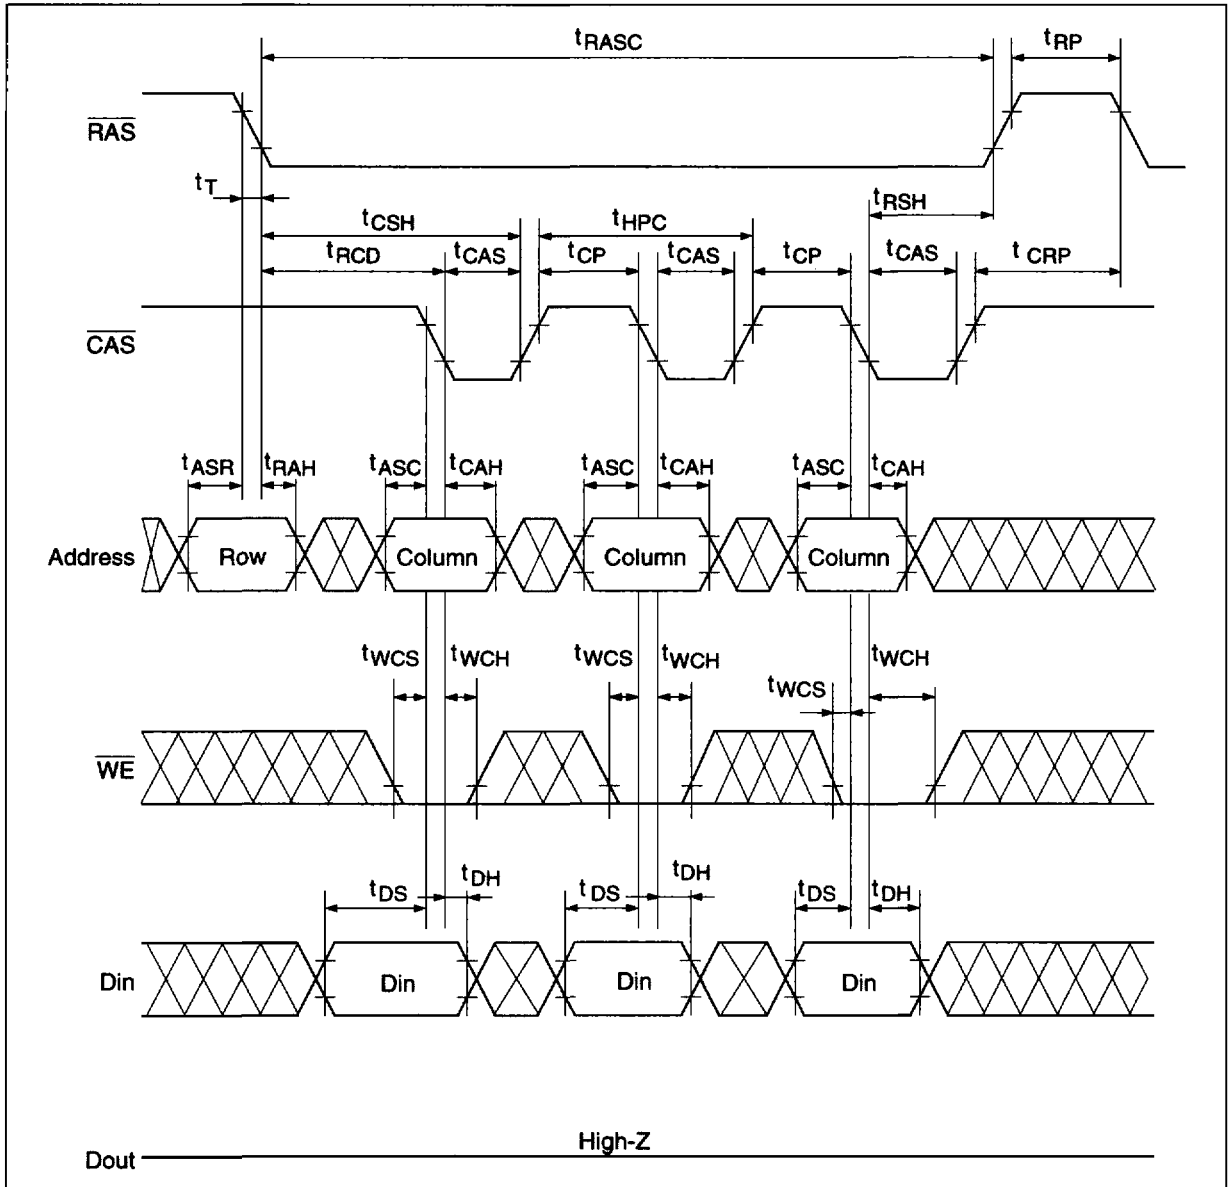 tRASC tRP
RAS
tT tRSH
tCSH tHPC
tRCD tCAS tCP tCAS tCP tCAS tCRP
CAS
tASR tRAH tASC tCAH tASC tCAH tASC tCAH
Address Row Column Column Column
tWCS tWCH tWCS tWCH tWCS tWCH
WE
tDS tDH tDS tDH tDS tDH
Din Din Din Din
High-Z
Dout